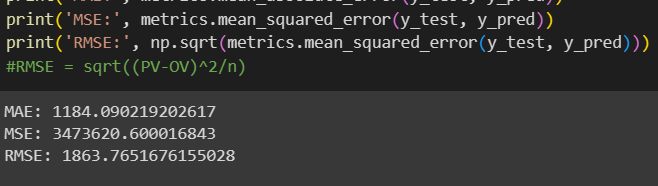 print('MSE:', metrics.mean_squared_error(y_test, y_pred))
print('RMSE:', np.sqrt(metrics.mean_squared_error(y_test, y_pred)))
#RMSE = sqrt((PV-OV)^2/n)
MAE: 1184.090219202617
MSE: 3473620.600016843
RMSE: 1863.7651676155028